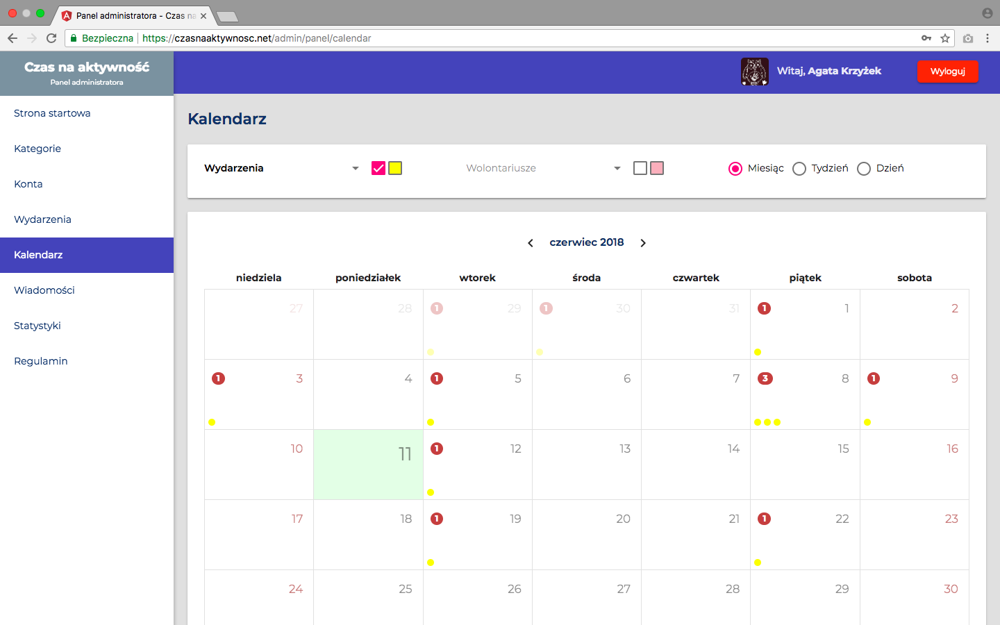 Panel administratora - Czas na
Bezpieczna
https://czasnaaktywnosc.net/admin/panel/calendar
Czas na aktywność
Panel administratora
Witaj, Agata Krzyżek
Wyloguj
Strona startowa
Kategorie
Konta
Wydarzenia
Kalendarz
Wiadomości
Statystyki
Regulamin
Kalendarz
Wydarzenia
Wolontariusze
Miesiąc
Tydzień
Dzień
czerwiec 2018
niedziela poniedziałek wtorek środa czwartek piątek sobota
27 28 1 29 1 30 31 1 1 2
1 3 4 1 5 6 7 3 8 1 9
10 11 1 12 13 14 15 16
17 18 1 19 20 21 1 22 23
24 25 26 27 28 29 30